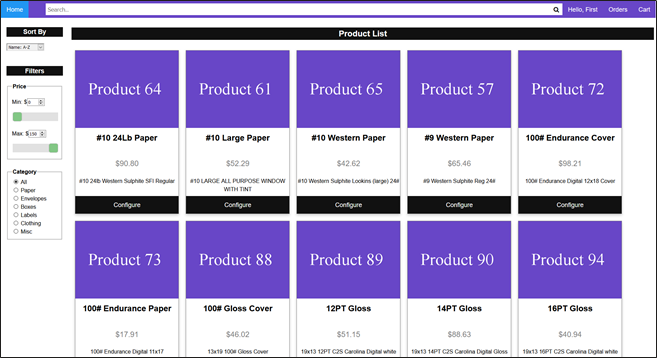 Home
Search...
Hello, First
Orders
Cart
Sort By
Name: A-Z
Filters
Price
Min: $0
Max: $150
Category
All
Paper
Envelopes
Boxes
Labels
Clothing
Misc
Product List
Product 64
#10 24Lb Paper
$90.80
#10 24lb Western Sulphite SFI Regular
Configure
Product 61
#10 Large Paper
$52.29
#10 LARGE ALL PURPOSE WINDOW
WITH TINT
Configure
Product 65
#10 Western Paper
$42.62
#10 Western Sulphite Lookins (large) 24#
Configure
Product 57
#9 Western Paper
$65.46
#9 Western Sulphite Reg 24#
Configure
Product 72
100# Endurance Cover
$98.21
100# Endurance Digital 12x18 Cover
Configure
Product 73
100# Endurance Paper
$17.91
100# Endurance Digital 11x17
Product 88
100# Gloss Cover
$46.02
13x19 100# Gloss Cover
Product 89
12PT Gloss
$51.15
19x13 12PT C2S Carolina Digital white
Product 90
14PT Gloss
$88.63
19x13 14PT C2S Carolina Digital Gloss
Product 94
16PT Gloss
$40.94
19x13 16PT C2S Carolina Digital white